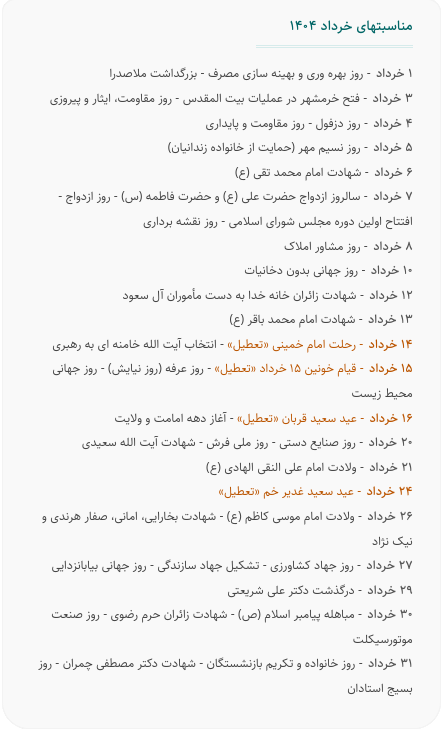 مناسبتهای خرداد ۱۴۰۴
۱ خرداد - روز بهره وری و بهینه سازی مصرف - بزرگداشت ملاصدرا
۳ خرداد - فتح خرمشهر در عملیات بیت المقدس - روز مقاومت، ایثار و پیروزی
۴ خرداد - روز دزفول - روز مقاومت و پایداری
۵ خرداد - روز نسیم مهر (حمایت از خانواده زندانیان)
۶ خرداد - شهادت امام محمد تقی (ع)
۷ خرداد - سالروز ازدواج حضرت علی (ع) و حضرت فاطمه (س) - روز ازدواج -
افتتاح اولین دوره مجلس شورای اسلامی - روز نقشه برداری
۸ خرداد - روز مشاور املاک
۱۰ خرداد - روز جهانی بدون دخانیات
۱۲ خرداد - شهادت زائران خانه خدا به دست مأموران آل سعود
۱۳ خرداد - شهادت امام محمد باقر (ع)
۱۴ خرداد - رحلت امام خمینی «تعطیل» - انتخاب آیت الله خامنه ای به رهبری
۱۵ خرداد - قیام خونین ۱۵ خرداد «تعطیل» - روز عرفه (روز نیایش) - روز جهانی
محیط زیست
۱۶ خرداد - عید سعید قربان «تعطیل» - آغاز دهه امامت و ولایت
۲۰ خرداد - روز صنایع دستی - روز ملی فرش - شهادت آیت الله سعیدی
۲۱ خرداد - ولادت امام علی النقی الهادی (ع)
۲۴ خرداد - عید سعید غدیر خم «تعطیل»
۲۶ خرداد - ولادت امام موسی کاظم (ع) - شهادت بخارایی، امانی، صفار هرندی و
نیک نژاد
۲۷ خرداد - روز جهاد کشاورزی - تشکیل جهاد سازندگی - روز جهانی بیابانزدایی
۲۹ خرداد - درگذشت دکتر علی شریعتی
۳۰ خرداد - مباهله پیامبر اسلام (ص) - شهادت زائران حرم رضوی - روز صنعت
موتورسیکلت
۳۱ خرداد - روز خانواده و تکریم بازنشستگان - شهادت دکتر مصطفی چمران - روز
بسیج استادان